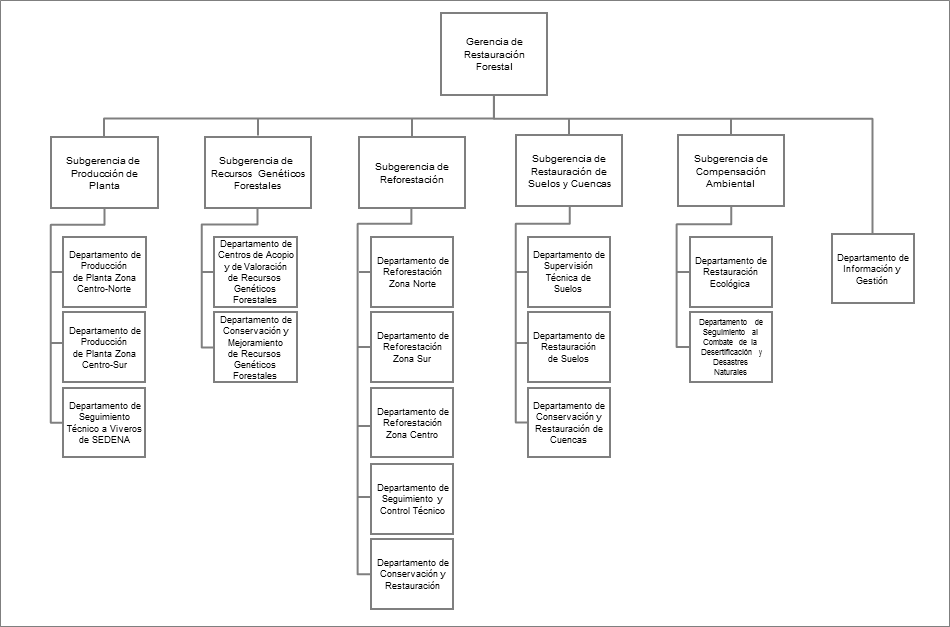 Gerencia de
Restauración
Forestal
Subgerencia de
Producción de
Planta
Subgerencia de
Recursos Genéticos
Forestales
Subgerencia de
Reforestación
Subgerencia de
Restauración de
Suelos y Cuencas
Subgerencia de
Compensación
Ambiental
Departamento de
Información y
Gestión
Departamento de
Producción
de Planta Zona
Centro-Norte
Departamento de
Producción
de Planta Zona
Centro-Sur
Departamento de
Seguimiento
Técnico a Viveros
de SEDENA
Departamento de
Centros de Acopio
y de Valoración
de Recursos
Genéticos
Forestales
Departamento de
Conservación y
Mejoramiento
de Recursos
Genéticos
Forestales
Departamento de
Reforestación
Zona Norte
Departamento de
Reforestación
Zona Sur
Departamento de
Reforestación
Zona Centro
Departamento de
Seguimiento y
Control Técnico
Departamento de
Conservación y
Restauración
Departamento de
Supervisión
Técnica de
Suelos
Departamento de
Restauración
de Suelos
Departamento de
Conservación y
Restauración de
Cuencas
Departamento de
Restauración
Ecológica
Departamento de
Seguimiento al
Combate de la
Desertificación y
Desastres
Naturales